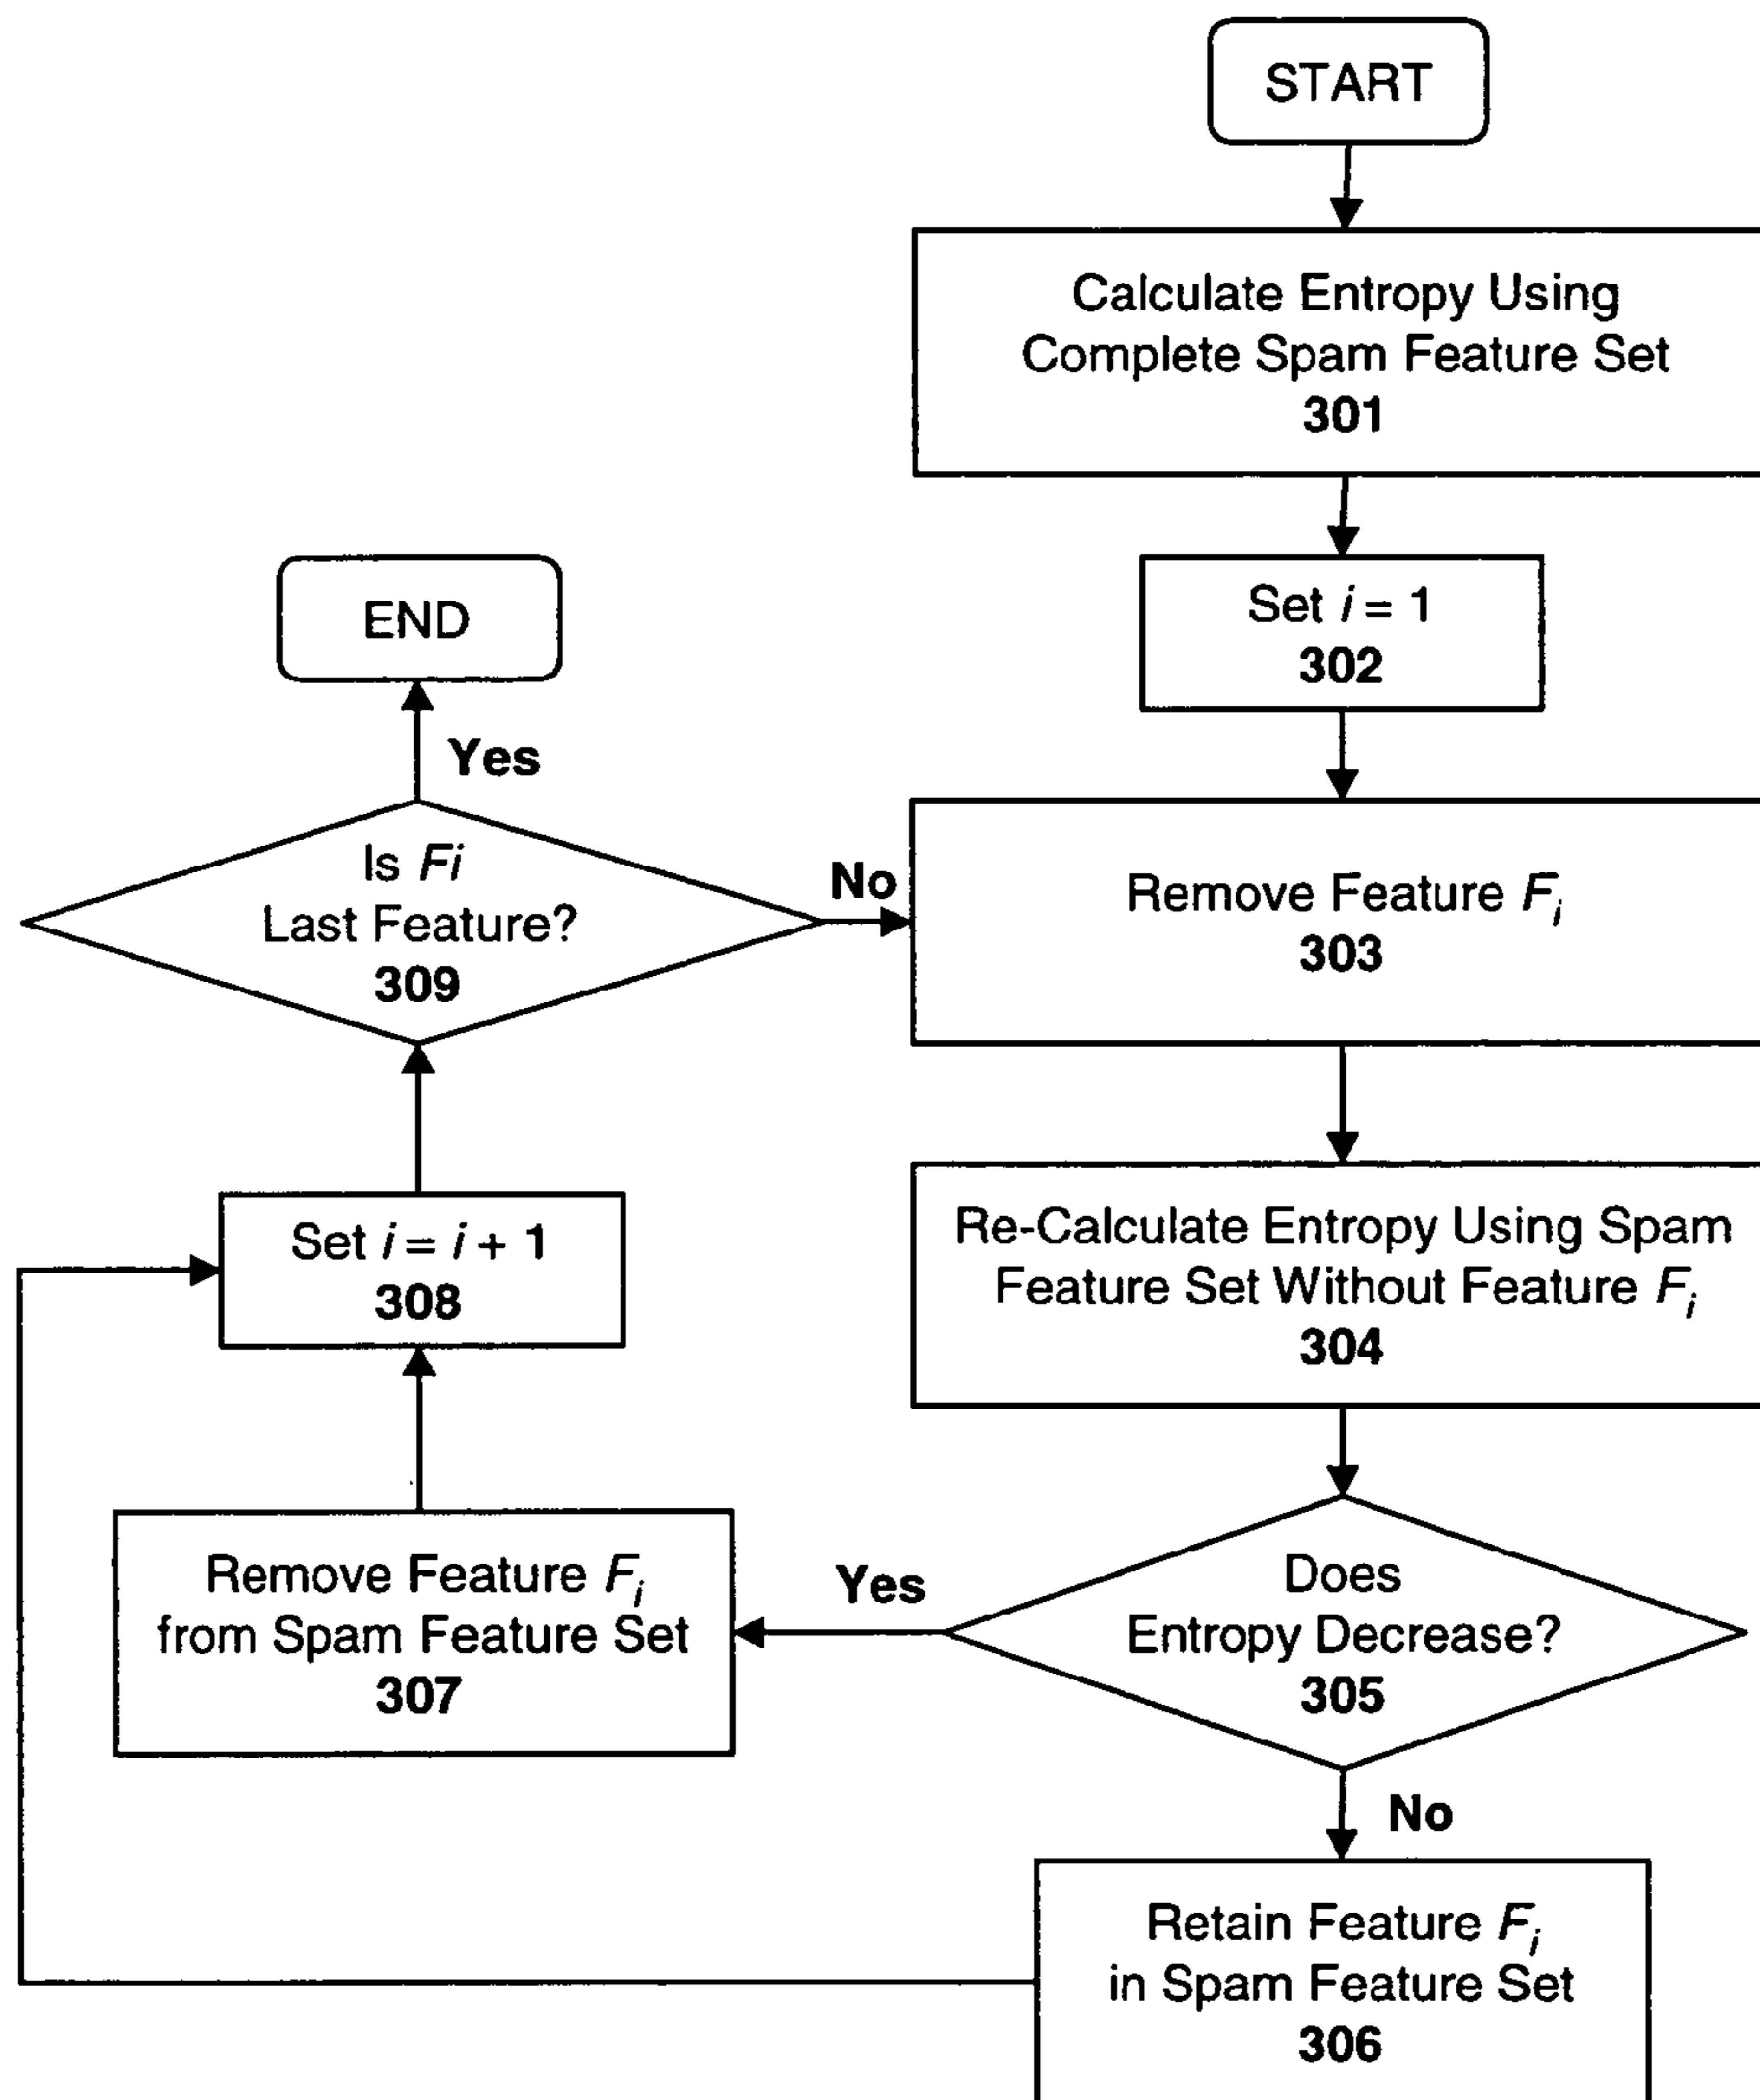 START
Calculate Entropy Using
Complete Spam Feature Set
301
Set i = 1
302
END
Yes
Is Fi
Last Feature?
309
No
Remove Feature Fi
303
Set i = i + 1
308
Re-Calculate Entropy Using Spam
Feature Set Without Feature Fi
304
Remove Feature Fi
from Spam Feature Set
307
Yes
Does
Entropy Decrease?
305
No
Retain Feature Fi
in Spam Feature Set
306